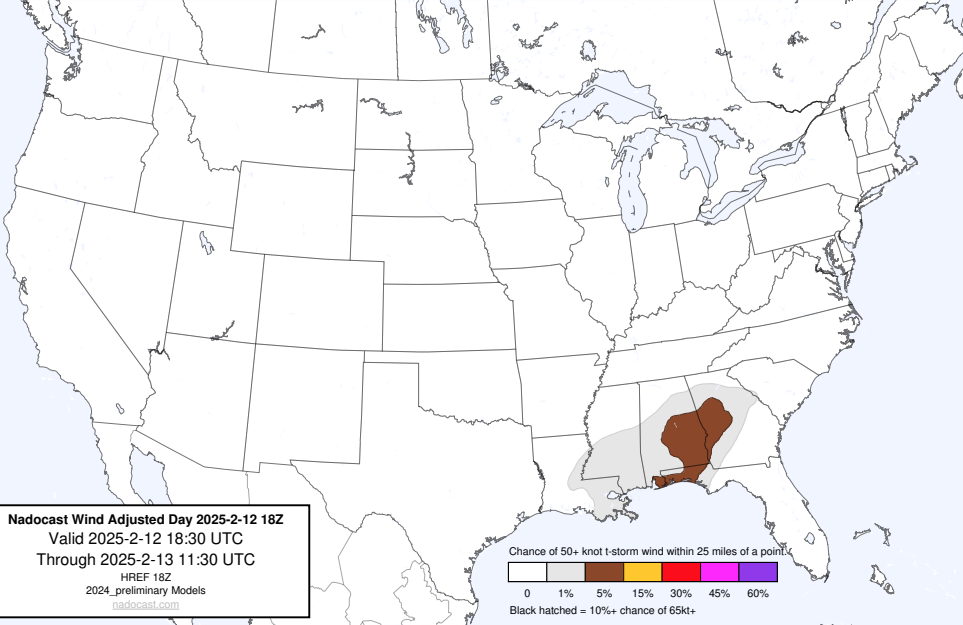 Nadocast Wind Adjusted Day 2025-2-12 18Z
Valid 2025-2-12 18:30 UTC
Through 2025-2-13 11:30 UTC
HREF 18Z
2024_preliminary Models
nadocast.com
Chance of 50+ knot t-storm wind within 25 miles of a point.
0 1% 5% 15% 30% 45% 60%
Black hatched = 10%+ chance of 65kt+